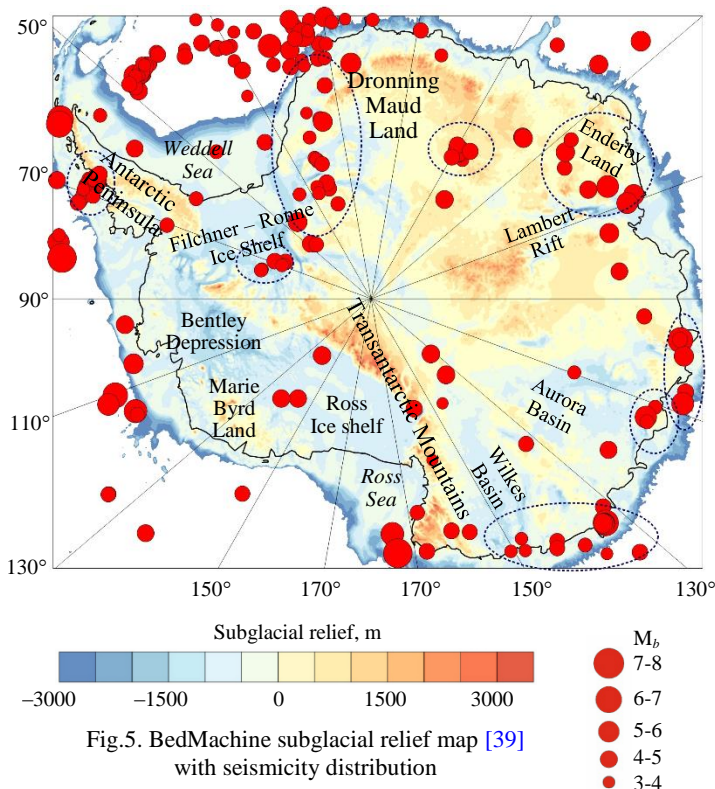 50°
Dronning
Maud
Land
Weddell
Sea
Enderby
Land
70°
Antarctic
Peninsula
Filchner – Ronne
Ice Shelf
Lambert
Rift
90°
Transantarctic Mountains
Bentley
Depression
Marie
Byrd
Land
Ross
Ice shelf
Aurora
Basin
110°
Wilkes
Basin
Ross
Sea
130°
150°
170°
170°
150°
130°
Subglacial relief, m
−3000
−1500
0
1500
3000
M_b
7-8
6-7
5-6
4-5
3-4
Fig.5. BedMachine subglacial relief map [39]
with seismicity distribution